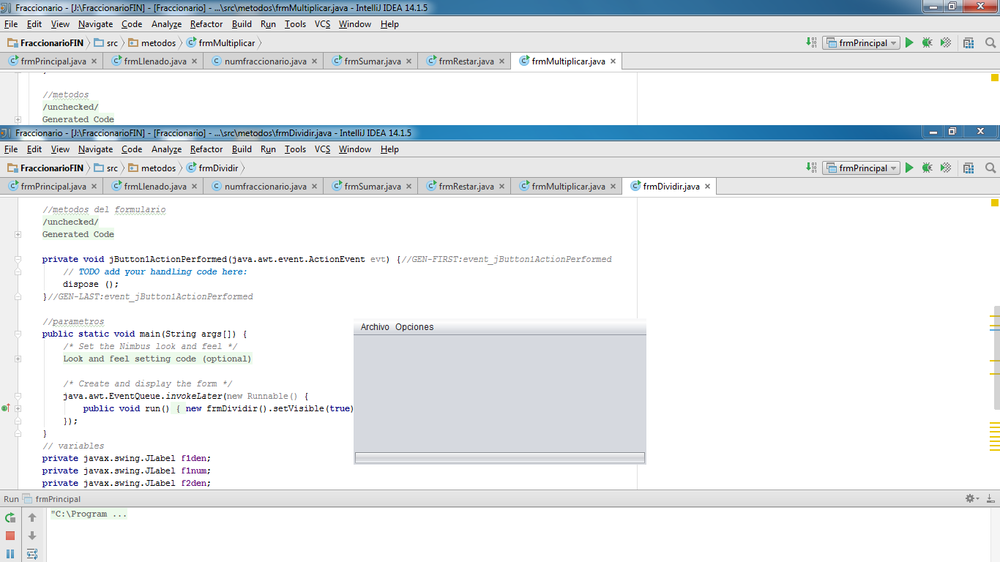 Fraccionario - [J:\FraccionarioFIN] - [Fraccionario] - ...\src\metodos\frmMultiplicar.java - IntelliJ IDEA 14.1.5
File Edit View Navigate Code Analyze Refactor Build Run Tools VCS Window Help
FraccionarioFIN src metodos frmMultiplicar frmPrincipal
frmPrincipal.java frmLlenado.java numfraccionario.java frmSumar.java frmRestar.java frmMultiplicar.java
//metodos
/unchecked/
Generated Code
Fraccionario - [J:\FraccionarioFIN] - [Fraccionario] - ...\src\metodos\frmDividir.java - IntelliJ IDEA 14.1.5
File Edit View Navigate Code Analyze Refactor Build Run Tools VCS Window Help
FraccionarioFIN src metodos frmDividir frmPrincipal
frmPrincipal.java frmLlenado.java numfraccionario.java frmSumar.java frmRestar.java frmMultiplicar.java frmDividir.java
//metodos del formulario
/unchecked/
Generated Code
private void jButton1ActionPerformed(java.awt.event.ActionEvent evt) {//GEN-FIRST:event_jButton1ActionPerformed
// TODO add your handling code here:
dispose ();
}//GEN-LAST:event_jButton1ActionPerformed
//parametros
public static void main(String args[]) {
/* Set the Nimbus look and feel */
Look and feel setting code (optional)
/* Create and display the form */
java.awt.EventQueue.invokeLater(new Runnable() {
public void run() { new frmDividir().setVisible(true)
});
}
// variables
private javax.swing.JLabel f1den;
private javax.swing.JLabel f1num;
private javax.swing.JLabel f2den;
Archivo Opciones
Run frmPrincipal
"C:\Program ...